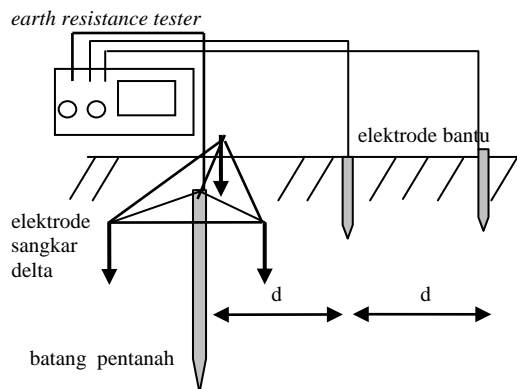 earth resistance tester
elektrode bantu
elektrode
sangkar
delta
d
d
batang pentanah